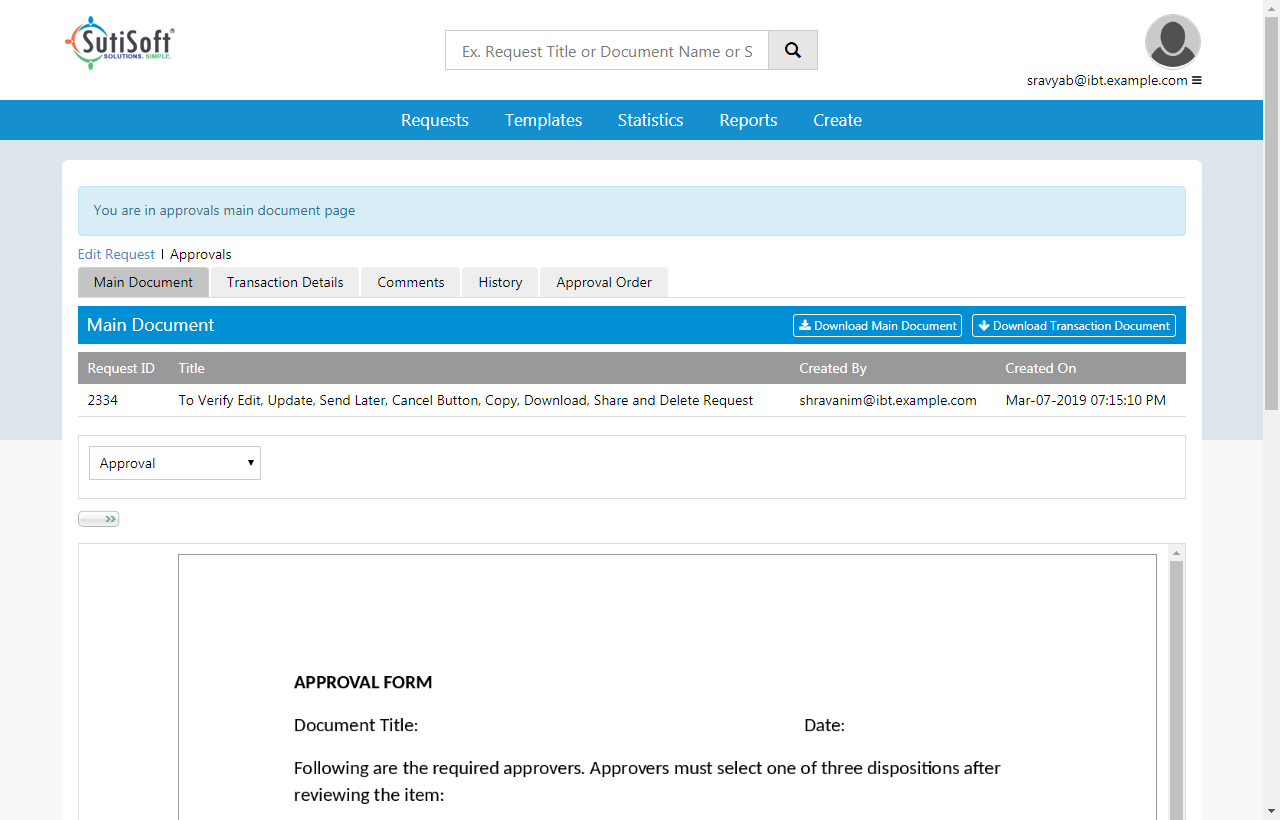 SutiSoft®
SOLUTIONS. SIMPLE.
Ex. Request Title or Document Name or S
sravyab@ibt.example.com
Requests Templates Statistics Reports Create
You are in approvals main document page
Edit Request I Approvals
Main Document Transaction Details Comments History Approval Order
Main Document Download Main Document Download Transaction Document
Request ID Title Created By Created On
2334 To Verify Edit, Update, Send Later, Cancel Button, Copy, Download, Share and Delete Request shravanim@ibt.example.com Mar-07-2019 07:15:10 PM
Approval
APPROVAL FORM
Document Title: Date:
Following are the required approvers. Approvers must select one of three dispositions after
reviewing the item: